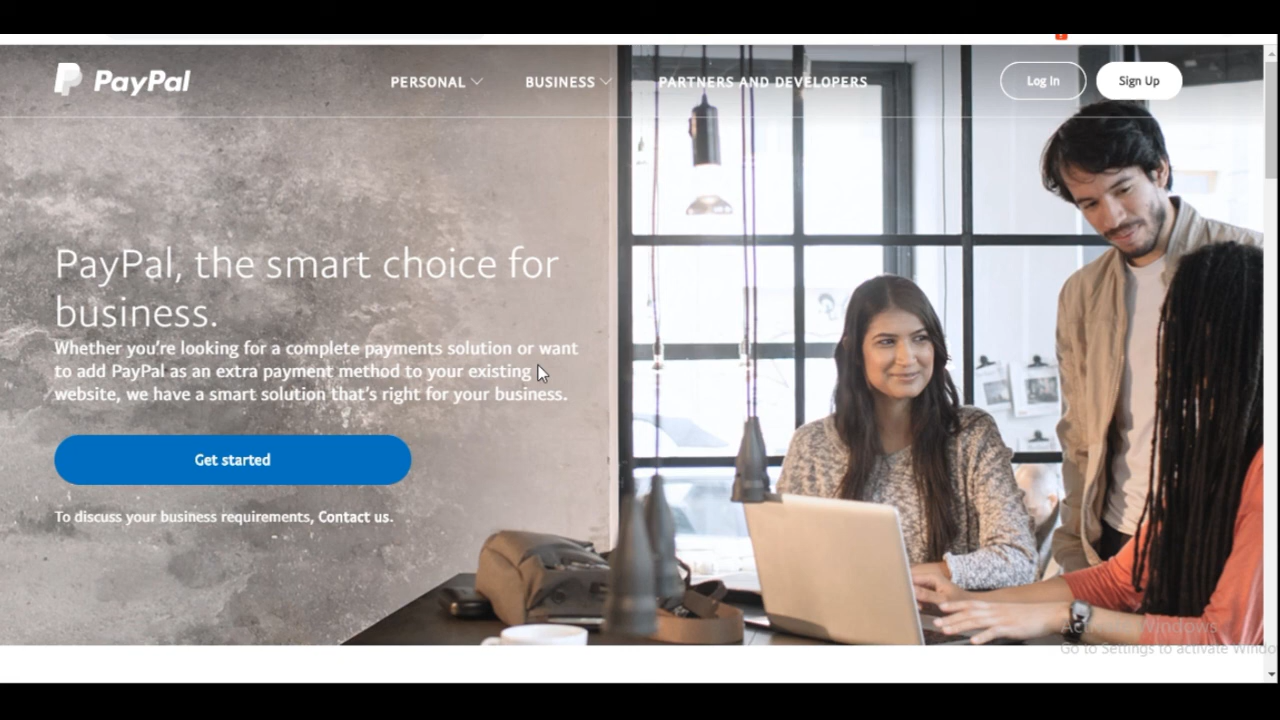 PayPal
PERSONAL
BUSINESS
PARTNERS AND DEVELOPERS
Log In
Sign Up
PayPal, the smart choice for
business.
Whether you're looking for a complete payments solution or want
to add PayPal as an extra payment method to your existing
website, we have a smart solution that's right for your business.
Get started
To discuss your business requirements, Contact us.
Activate Windows
Go to Settings to activate Windo